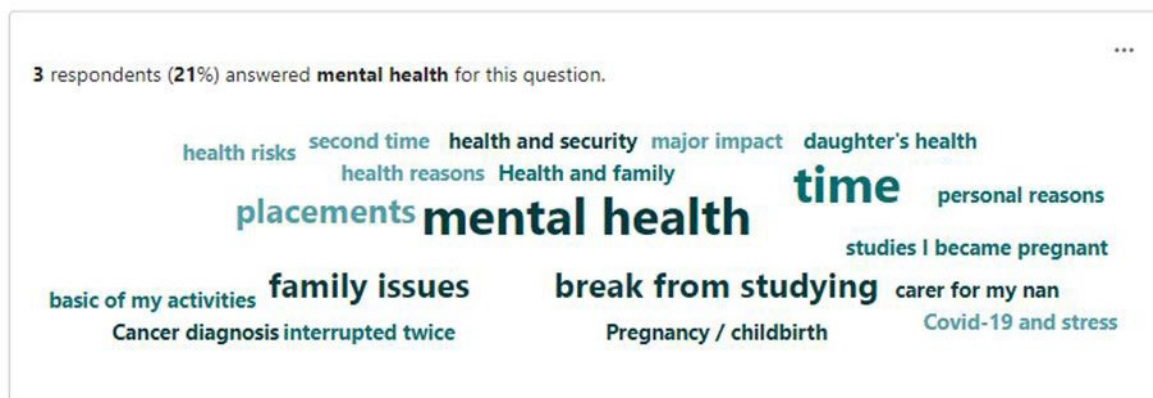 ...
3 respondents (21%) answered mental health for this question.
second time health and security major impact daughter's health
health risks
health reasons Health and family
time
personal reasons
placements mental health
studies I became pregnant
family issues break from studying carer for my nan
basic of my activities
Covid-19 and stress
Cancer diagnosis interrupted twice Pregnancy / childbirth